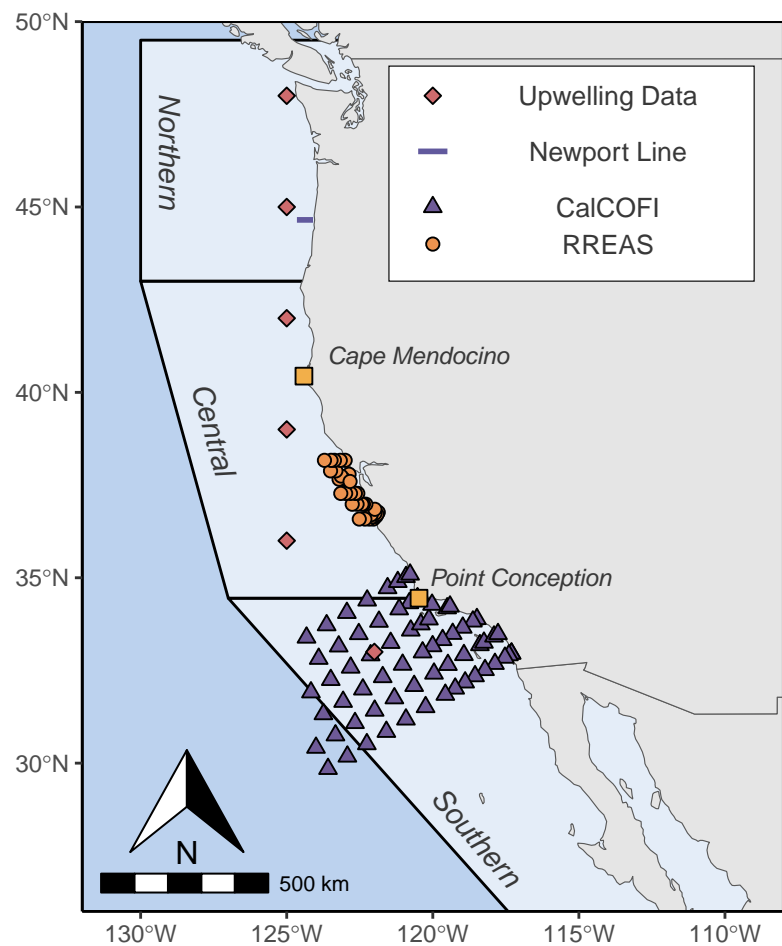 50°N
45°N
40°N
35°N
30°N
Northern
Upwelling Data
Newport Line
CalCOFI
RREAS
Cape Mendocino
Central
Point Conception
Southern
N
500 km
130°W
125°W
120°W
115°W
110°W